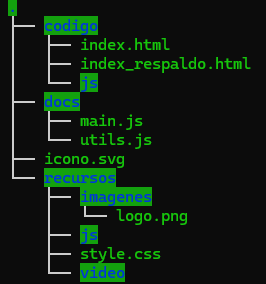 .
codigo
index.html
index_respaldo.html
js
docs
main.js
utils.js
icono.svg
recursos
imagenes
logo.png
js
style.css
video